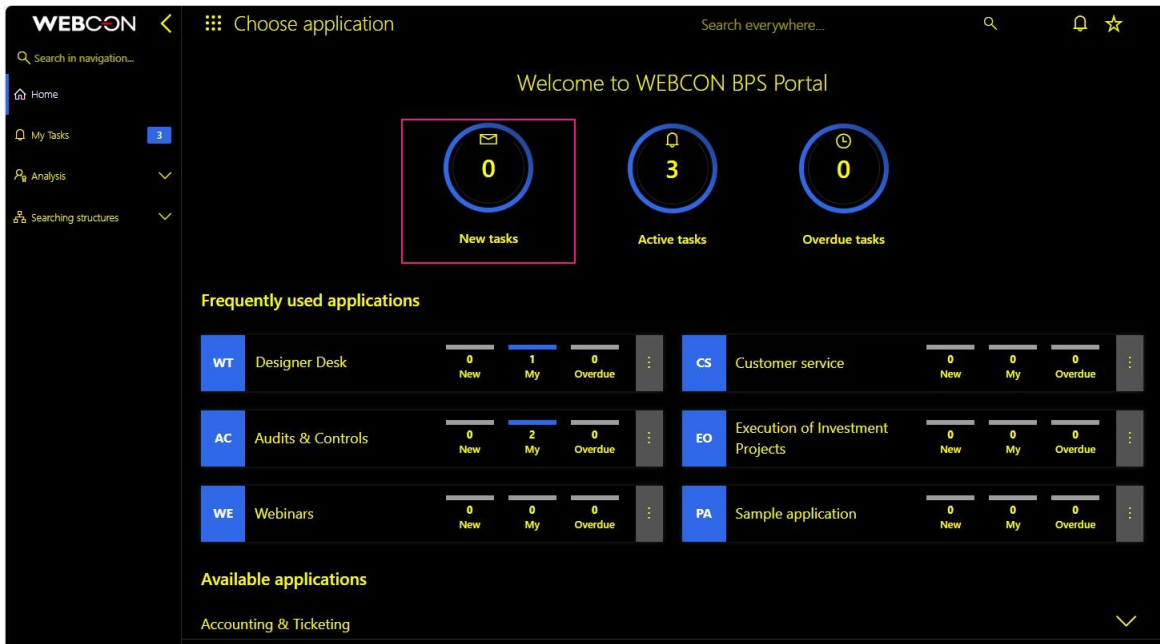 WEBCON
Choose application
Search everywhere...
Search in navigation...
Home
My Tasks 3
Analysis
Searching structures
Welcome to WEBCON BPS Portal
0 3 0
New tasks Active tasks Overdue tasks
Frequently used applications
WT Designer Desk 0 New 1 My 0 Overdue
CS Customer service 0 New 0 My 0 Overdue
AC Audits & Controls 0 New 2 My 0 Overdue
EO Execution of Investment
Projects 0 New 0 My 0 Overdue
WE Webinars 0 New 0 My 0 Overdue
PA Sample application 0 New 0 My 0 Overdue
Available applications
Accounting & Ticketing